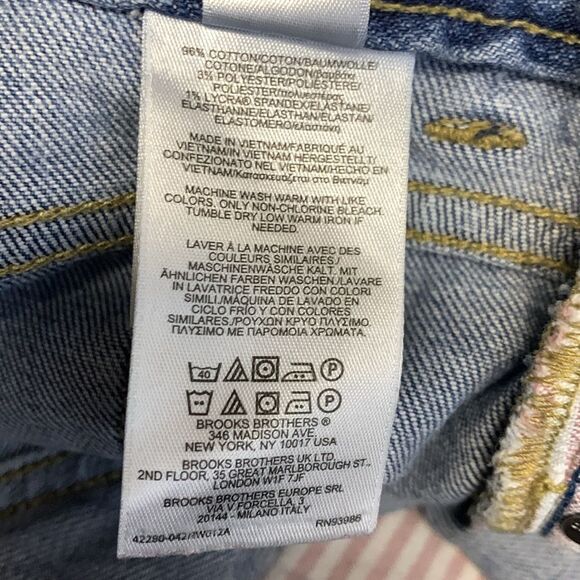 96% COTTON/COTON/BAUMWOLLE/
COTONE/ALGODON/βαμβάκι
3% POLYESTER/POLIÉSTERE/
POLIESTER/πολυεστερας
1% LYCRA® SPANDEX/ELASTANE/
ELASTHANNE/ELASTHAN/ELASTAN/
ELASTOMERO/ελαστανη
MADE IN VIETNAM/FABRIQUÉ AU
VIETNAM/IN VIETNAM HERGESTELLT/
CONFEZIONATO NEL VIETNAM/HECHO EN
VIETNAM/Κατασκευάζεται στο Βιετνάμ
MACHINE WASH WARM WITH LIKE
COLORS. ONLY NON-CHLORINE BLEACH.
TUMBLE DRY LOW WARM IRON IF
NEEDED.
LAVER À LA MACHINE AVEC DES
COULEURS SIMILAIRES./
MASCHINENWÄSCHE KALT. MIT
ÄHNLICHEN FARBEN WASCHEN./LAVARE
IN LAVATRICE FREDDO CON COLORI
SIMILI./MÁQUINA DE LAVADO EN
CICLO FRÍO Y CON COLORES
SIMILARES./ΡΟΥΧΩΝ ΚΡΥΟ ΠΛΥΣΙΜΟ.
ΠΛΥΣΙΜΟ ΜΕ ΠΑΡΟΜΟΙΑ ΧΡΩΜΑΤΑ.
40 P
P
BROOKS BROTHERS ®
346 MADISON AVE.
NEW YORK, NY 10017 USA
BROOKS BROTHERS UK LTD.
2ND FLOOR, 35 GREAT MARLBOROUGH ST.,
LONDON W1F 7JF
BROOKS BROTHERS EUROPE SRL
VIA V.FORCELLA, 3
20144 - MILANO ITALY
RN93986